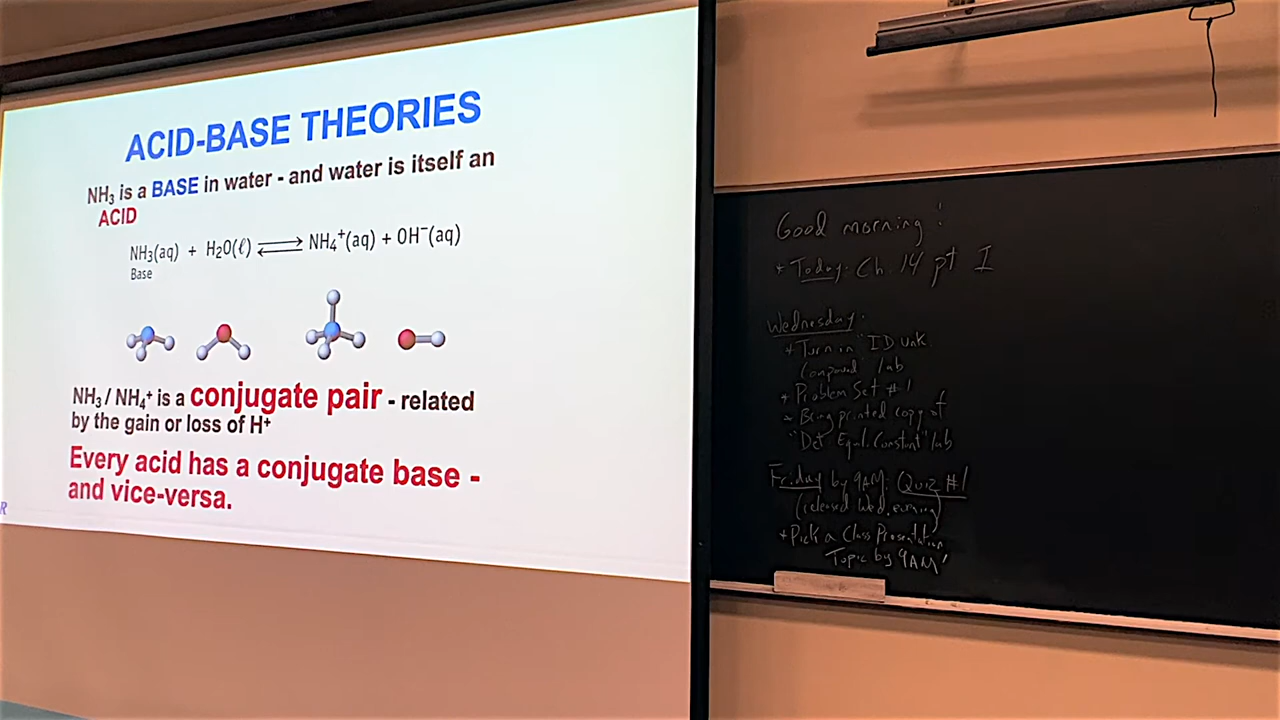 ACID-BASE THEORIES
NH₃ is a BASE in water - and water is itself an
ACID
NH₃(aq) + H₂O(ℓ) ⇌ NH₄⁺(aq) + OH⁻(aq)
Base
NH₃ / NH₄⁺ is a conjugate pair - related
by the gain or loss of H⁺
Every acid has a conjugate base -
and vice-versa.
R
Good morning!
* Today: Ch. 14 pt I
Wednesday:
* Turn in "ID Unk
Compound" lab
* Problem Set #1
* Bring printed copy of
"Det Equil. Constant" lab
Friday by 9AM: Quiz #1
(released Wed. evening)
* Pick a Class Presentation
Topic by 9AM!